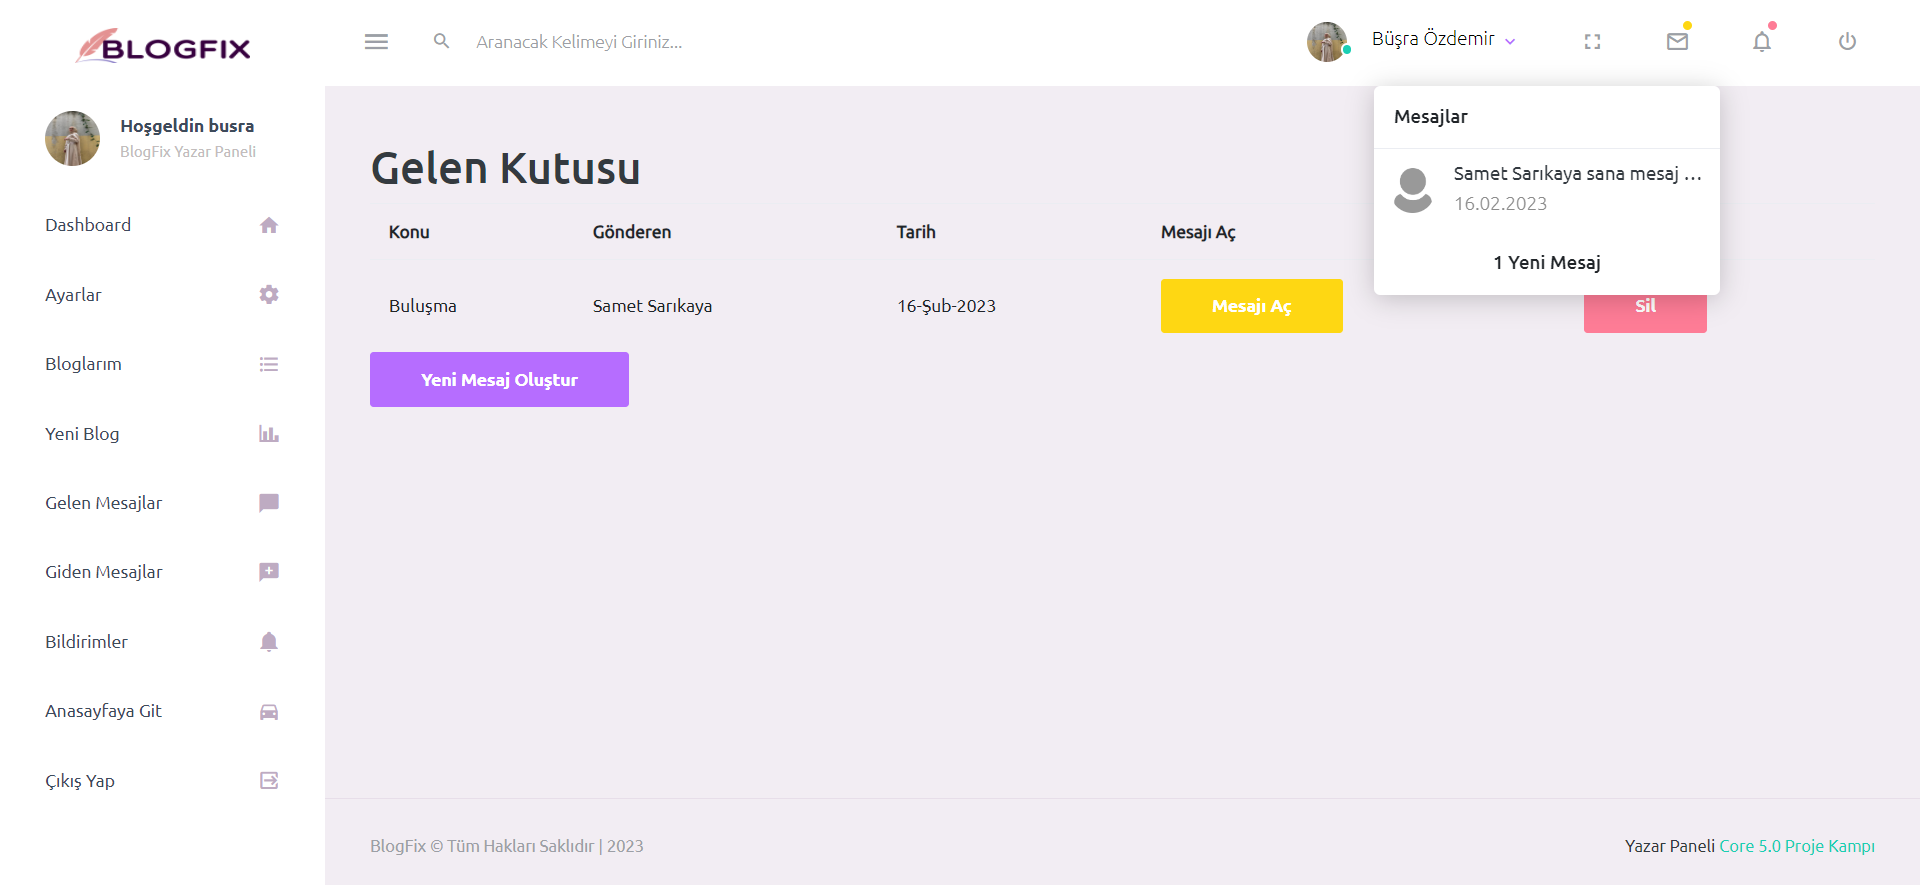 BLOGFIX
Aranacak Kelimeyi Giriniz...
Büşra Özdemir
Hoşgeldin busra
BlogFix Yazar Paneli
Dashboard
Ayarlar
Bloglarım
Yeni Blog
Gelen Mesajlar
Giden Mesajlar
Bildirimler
Anasayfaya Git
Çıkış Yap
Mesajlar
Samet Sarıkaya sana mesaj ...
16.02.2023
1 Yeni Mesaj
Gelen Kutusu
Konu Gönderen Tarih Mesajı Aç
Buluşma Samet Sarıkaya 16-Şub-2023 Mesajı Aç Sil
Yeni Mesaj Oluştur
BlogFix © Tüm Hakları Saklıdır | 2023
Yazar Paneli Core 5.0 Proje Kampı